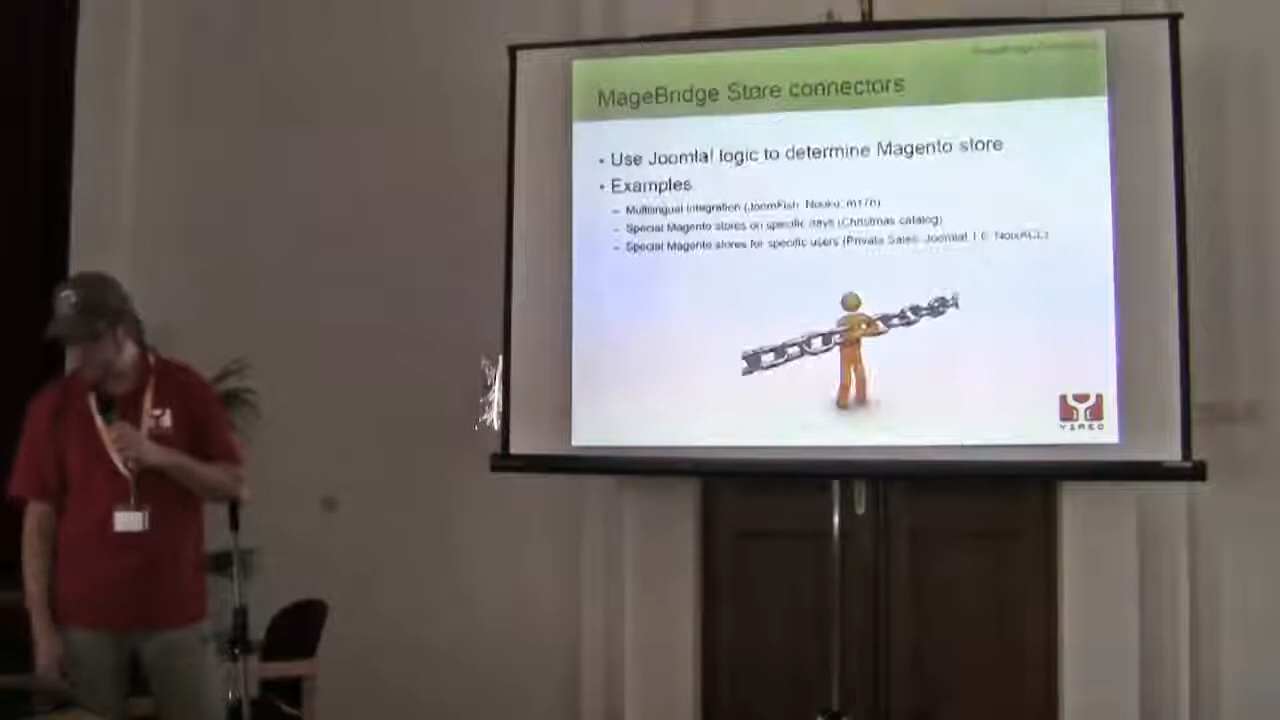 MageBridge Store connectors
• Use Joomla! logic to determine Magento store
• Examples
– Multilingual integration (JoomFish, Nooku, m17n)
– Special Magento stores on specific days (Christmas catalog)
– Special Magento stores for specific users (Private Sales, Joomla! 1.6, NoixACL)
YIREO